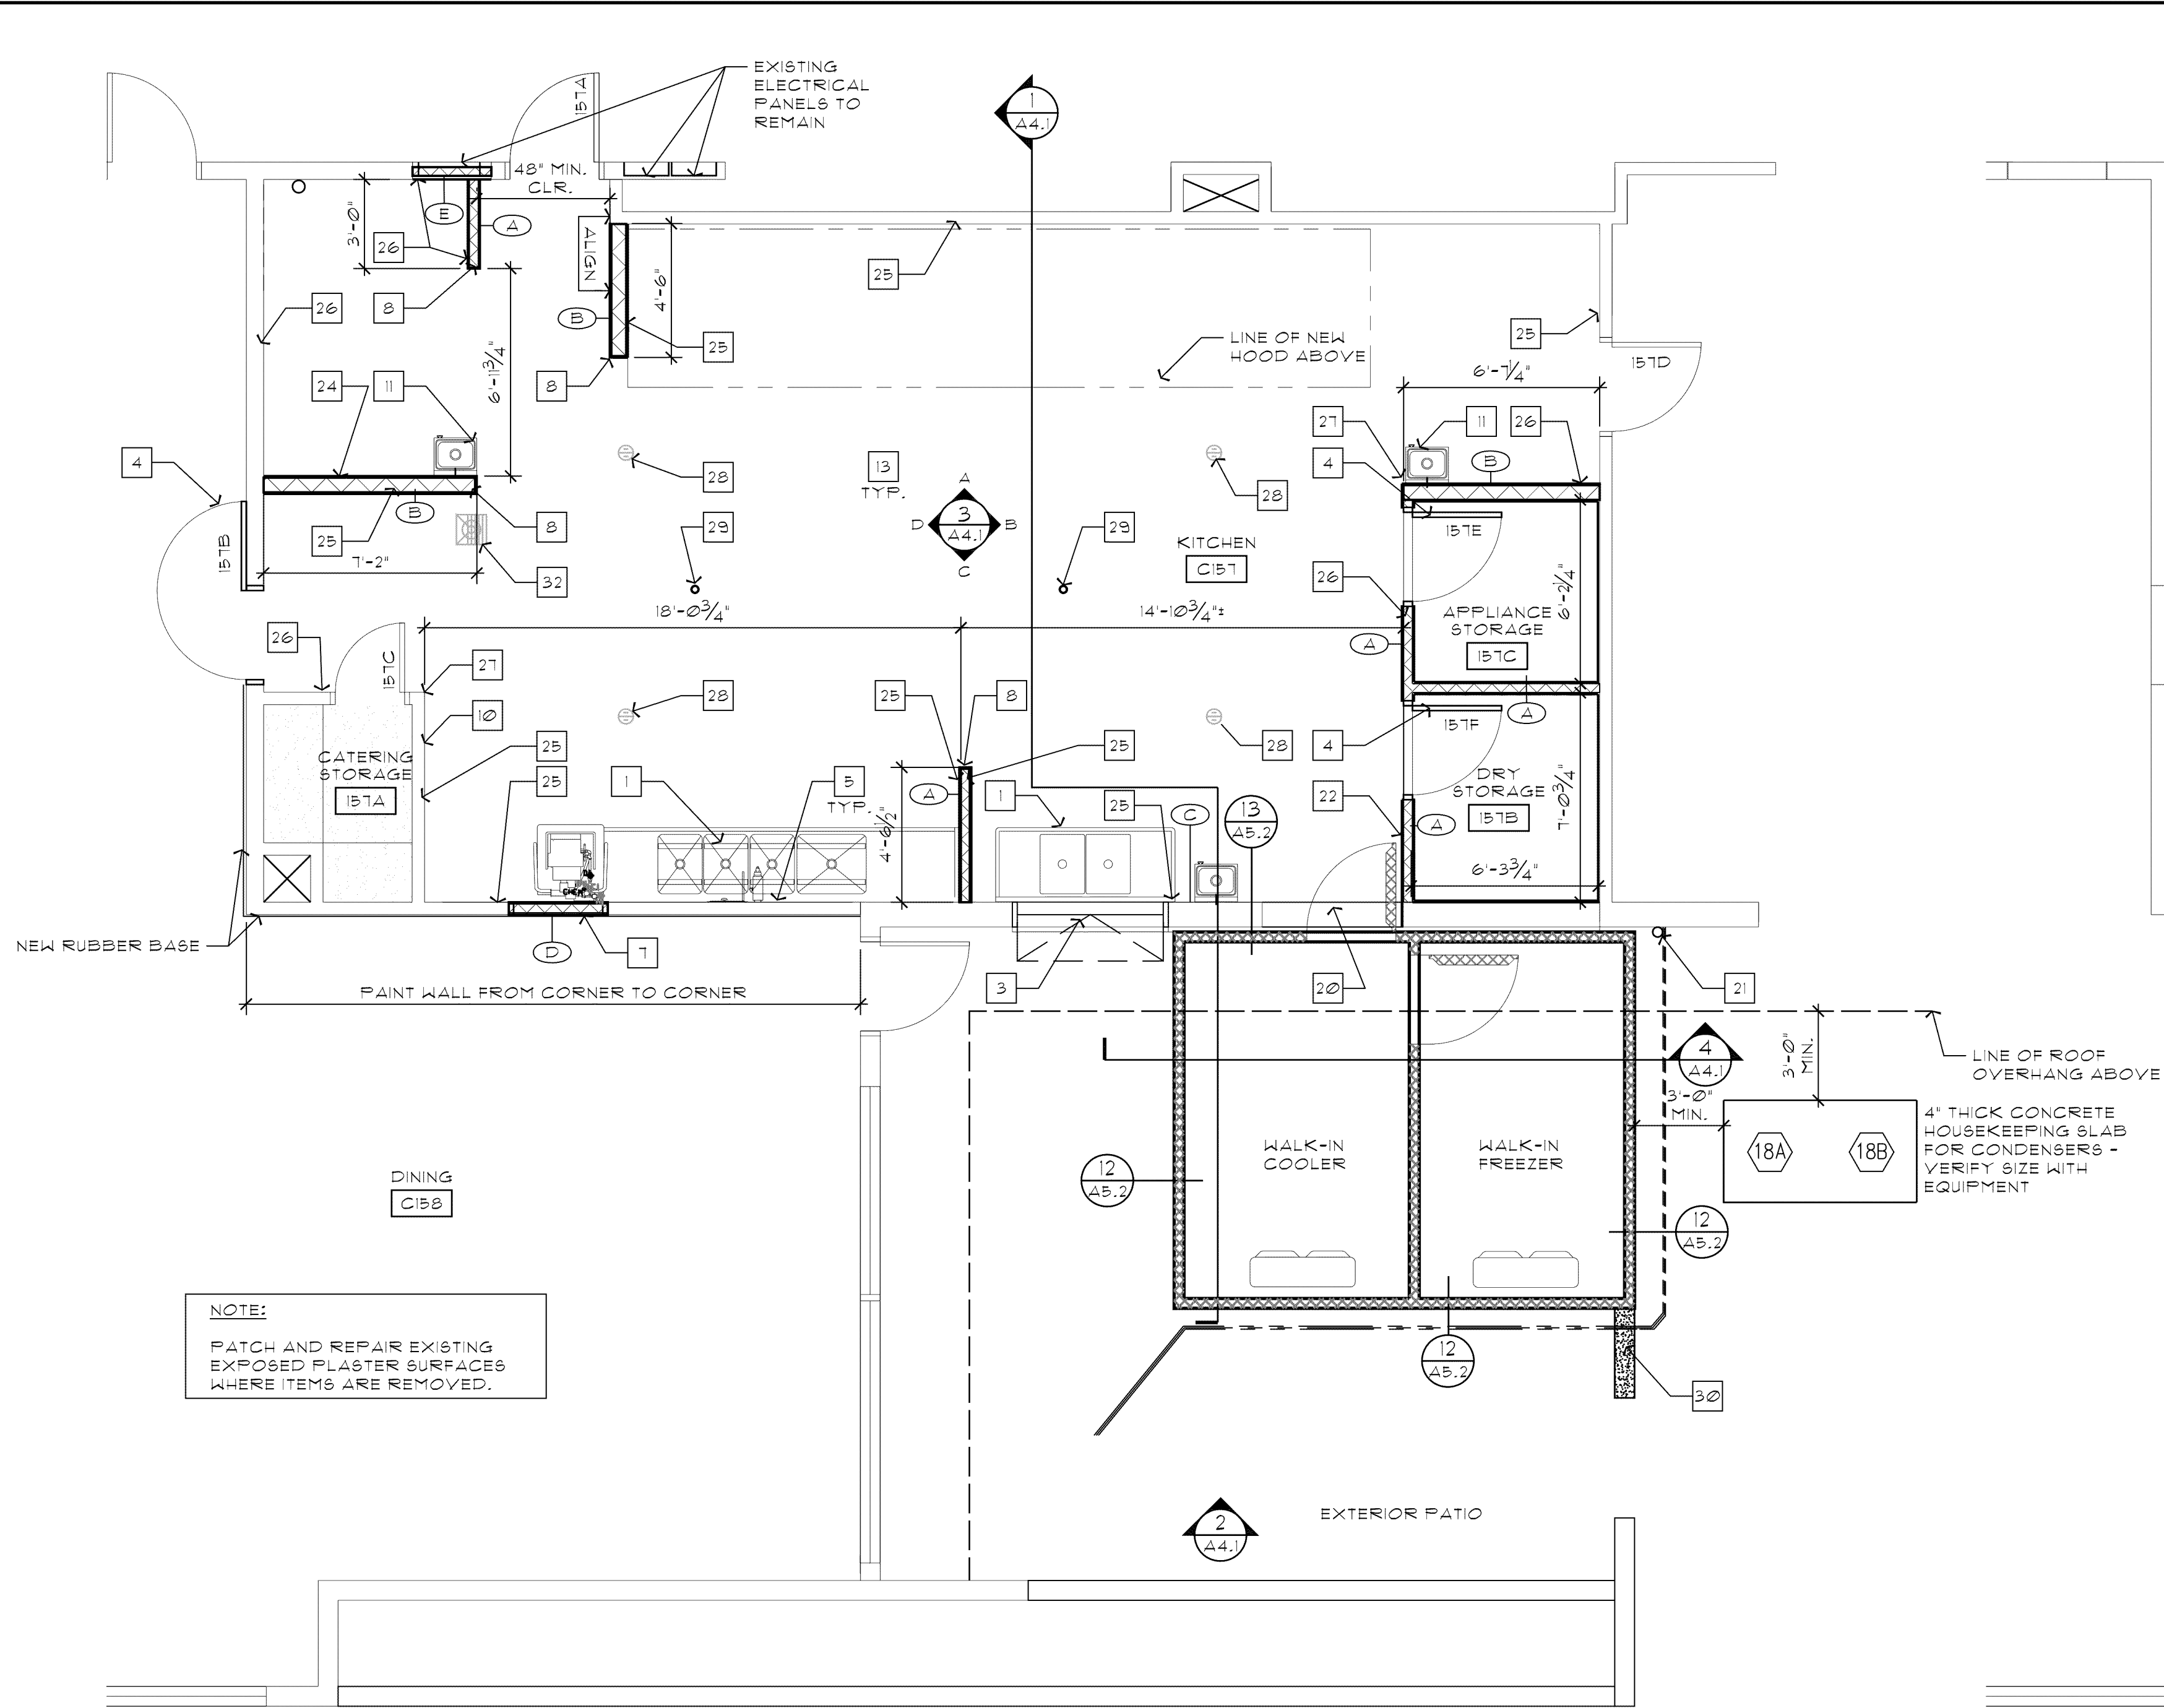 EXISTING
ELECTRICAL
PANELS TO
REMAIN
157A
1
A4.1
48" MIN.
CLR.
3'-0"
E
A
26
ALIGN
4'-6"
25
26
8
B
25
LINE OF NEW
HOOD ABOVE
25
157D
6'-7 1/4"
6'-11 3/4"
24
11
8
27
11
26
4
28
13
TYP.
28
4
B
B
25
8
29
A
D
3
A4.1
B
C
29
KITCHEN
C157
157E
157B
7'-2"
32
26
6'-2 1/4"
18'-0 3/4"
14'-10 3/4"±
APPLIANCE
STORAGE
157C
26
157C
27
A
28
25
8
10
28
A
157F
4
25
25
CATERING
STORAGE
157A
25
1
5
TYP.
A
4'-6 1/2"
1
25
C
13
A5.2
22
DRY
STORAGE
157B
7'-0 3/4"
A
6'-3 3/4"
CHEM
NEW RUBBER BASE
D
7
3
20
21
PAINT WALL FROM CORNER TO CORNER
4
A4.1
3'-0"
MIN.
LINE OF ROOF
OVERHANG ABOVE
3'-0"
MIN.
4" THICK CONCRETE
HOUSEKEEPING SLAB
FOR CONDENSERS -
VERIFY SIZE WITH
EQUIPMENT
18A
18B
WALK-IN
COOLER
WALK-IN
FREEZER
12
A5.2
DINING
C158
12
A5.2
NOTE:
PATCH AND REPAIR EXISTING
EXPOSED PLASTER SURFACES
WHERE ITEMS ARE REMOVED.
12
A5.2
30
2
A4.1
EXTERIOR PATIO